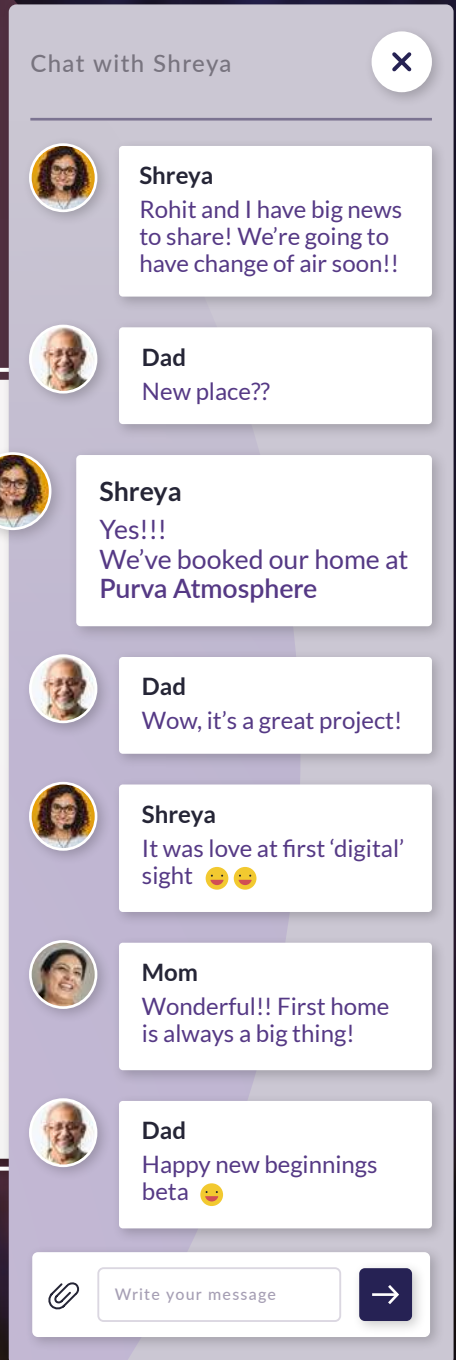 Chat with Shreya
Shreya
Rohit and I have big news
to share! We’re going to
have change of air soon!!
Dad
New place??
Shreya
Yes!!!
We’ve booked our home at
Purva Atmosphere
Dad
Wow, it’s a great project!
Shreya
It was love at first ‘digital’
sight 😃😃
Mom
Wonderful!! First home
is always a big thing!
Dad
Happy new beginnings
beta 😃
Write your message